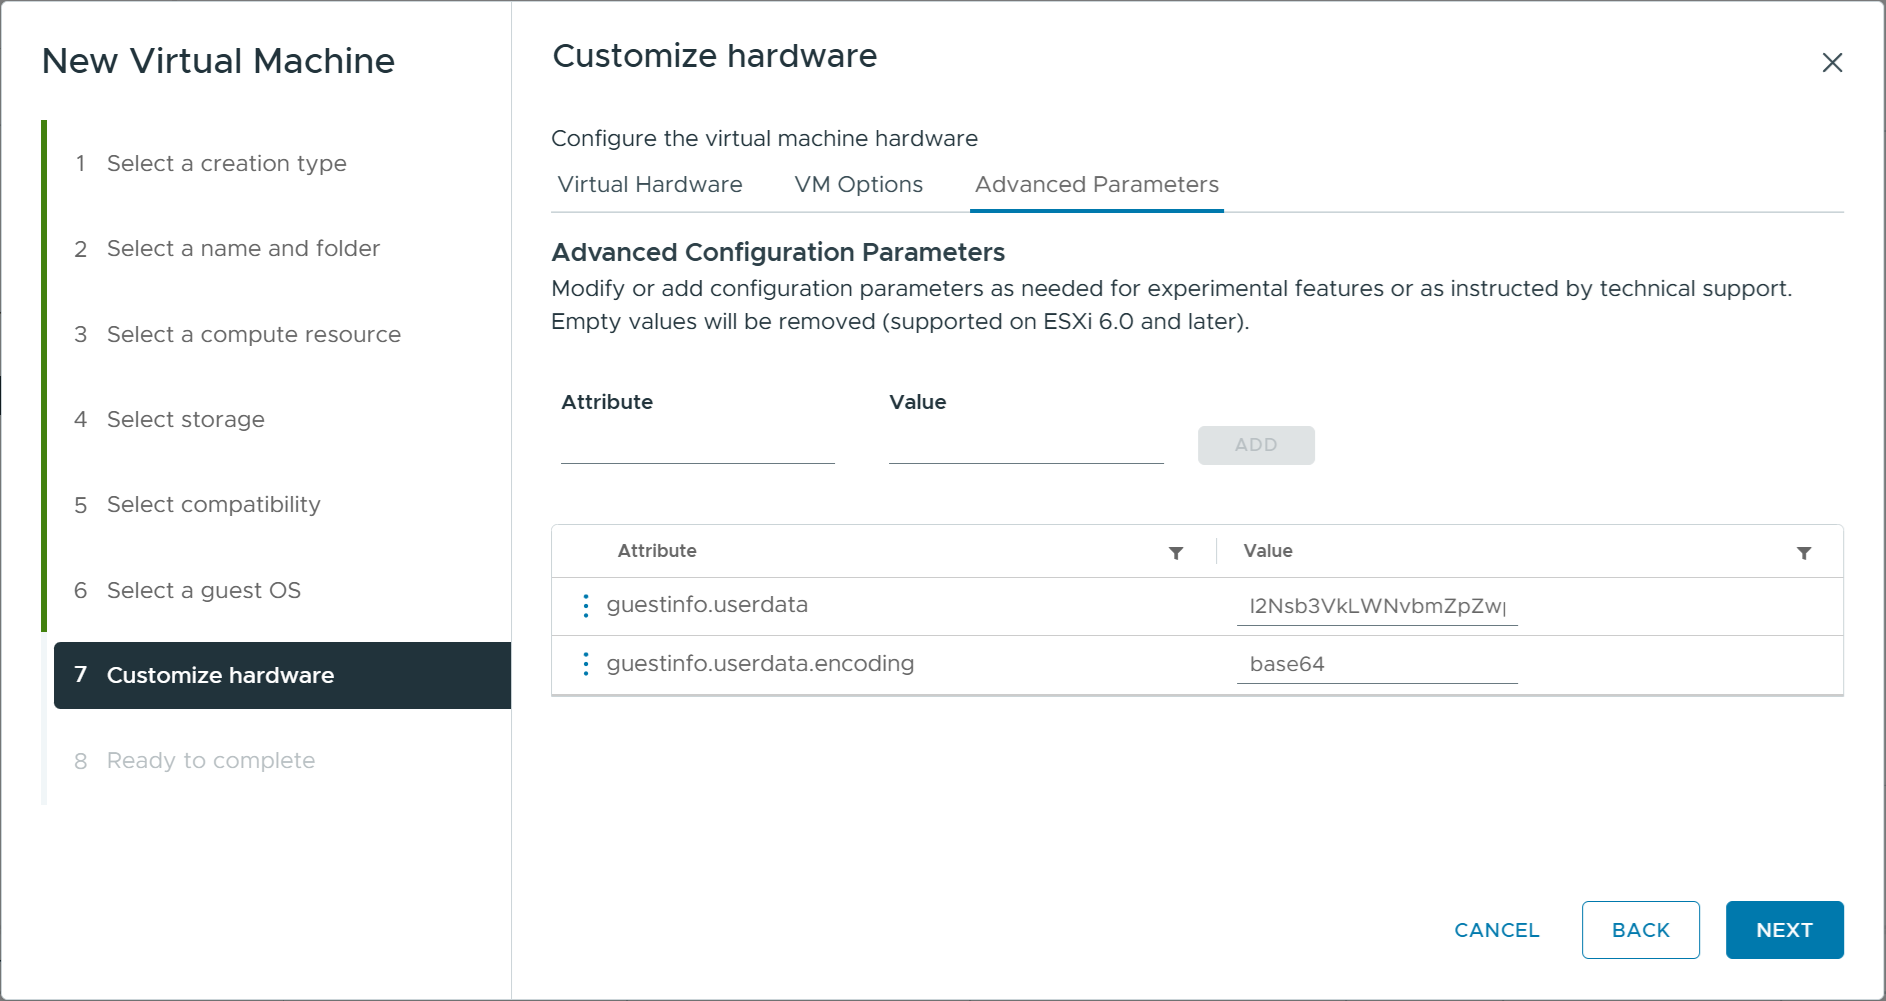 New Virtual Machine
1 Select a creation type
2 Select a name and folder
3 Select a compute resource
4 Select storage
5 Select compatibility
6 Select a guest OS
7 Customize hardware
8 Ready to complete
Customize hardware
Configure the virtual machine hardware
Virtual Hardware VM Options Advanced Parameters
Advanced Configuration Parameters
Modify or add configuration parameters as needed for experimental features or as instructed by technical support.
Empty values will be removed (supported on ESXi 6.0 and later).
Attribute Value
ADD
Attribute Value
guestinfo.userdata I2Nsb3VkLWNvbmZpZwp
guestinfo.userdata.encoding base64
CANCEL BACK NEXT